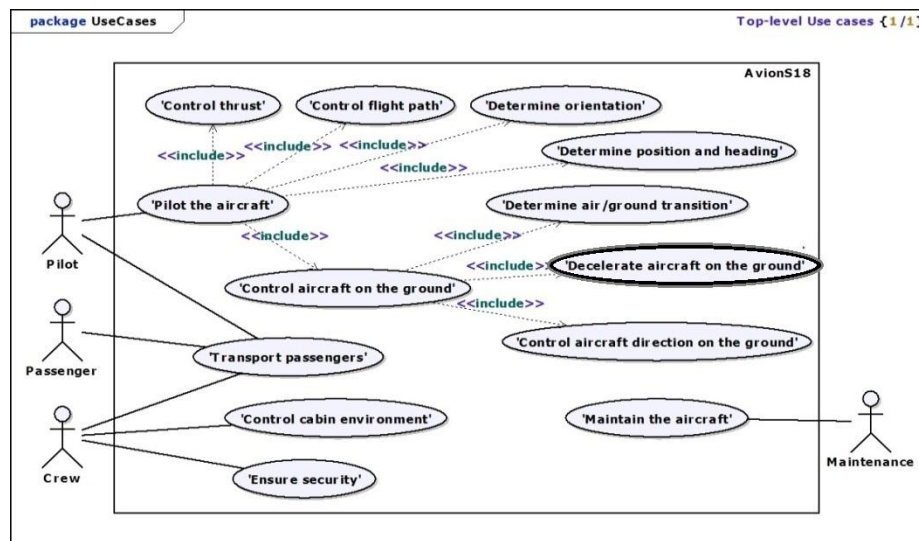 package UseCases
Top-level Use cases {1/1}
AvionS18
'Control thrust'
'Control flight path'
'Determine orientation'
<<include>>
<<include>>
<<include>>
'Determine position and heading'
'Pilot the aircraft'
'Determine air/ground transition'
<<include>>
<<include>>
Pilot
<<include>>
'Decelerate aircraft on the ground'
'Control aircraft on the ground'
<<include>>
'Control aircraft direction on the ground'
'Transport passengers'
Passenger
'Control cabin environment'
'Maintain the aircraft'
Maintenance
Crew
'Ensure security'